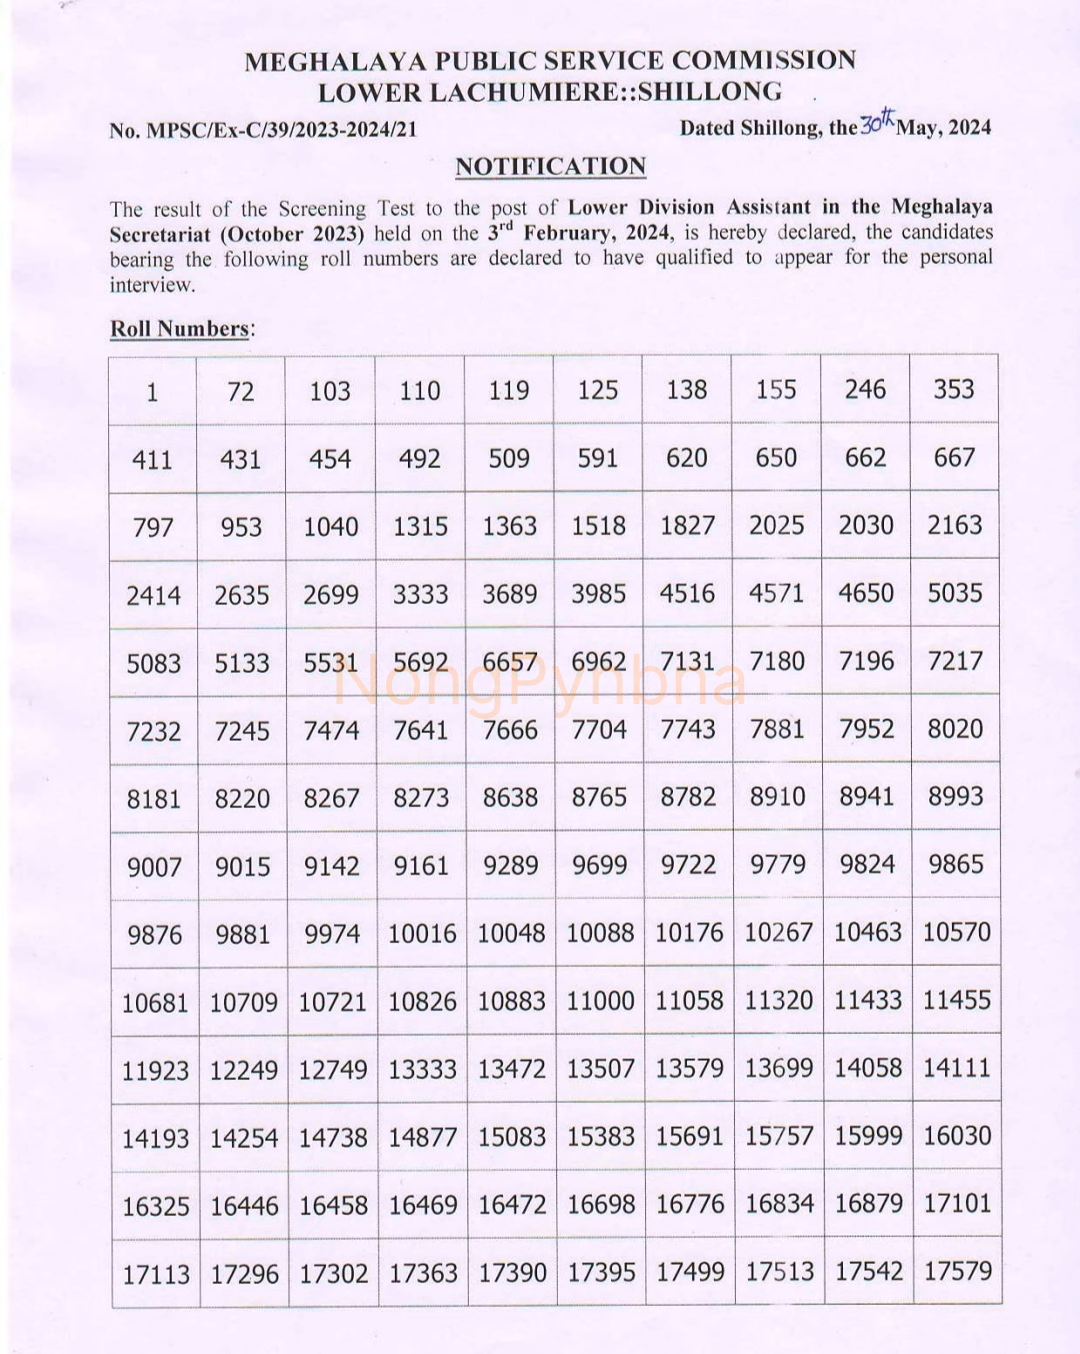 MEGHALAYA PUBLIC SERVICE COMMISSION
LOWER LACHUMIERE::SHILLONG
No. MPSC/Ex-C/39/2023-2024/21 Dated Shillong, the 30th May, 2024
NOTIFICATION
The result of the Screening Test to the post of Lower Division Assistant in the Meghalaya
Secretariat (October 2023) held on the 3rd February, 2024, is hereby declared, the candidates
bearing the following roll numbers are declared to have qualified to appear for the personal
interview.
Roll Numbers:
1 72 103 110 119 125 138 155 246 353
411 431 454 492 509 591 620 650 662 667
797 953 1040 1315 1363 1518 1827 2025 2030 2163
2414 2635 2699 3333 3689 3985 4516 4571 4650 5035
5083 5133 5531 5692 6657 6962 7131 7180 7196 7217
NongPynbna
7232 7245 7474 7641 7666 7704 7743 7881 7952 8020
8181 8220 8267 8273 8638 8765 8782 8910 8941 8993
9007 9015 9142 9161 9289 9699 9722 9779 9824 9865
9876 9881 9974 10016 10048 10088 10176 10267 10463 10570
10681 10709 10721 10826 10883 11000 11058 11320 11433 11455
11923 12249 12749 13333 13472 13507 13579 13699 14058 14111
14193 14254 14738 14877 15083 15383 15691 15757 15999 16030
16325 16446 16458 16469 16472 16698 16776 16834 16879 17101
17113 17296 17302 17363 17390 17395 17499 17513 17542 17579